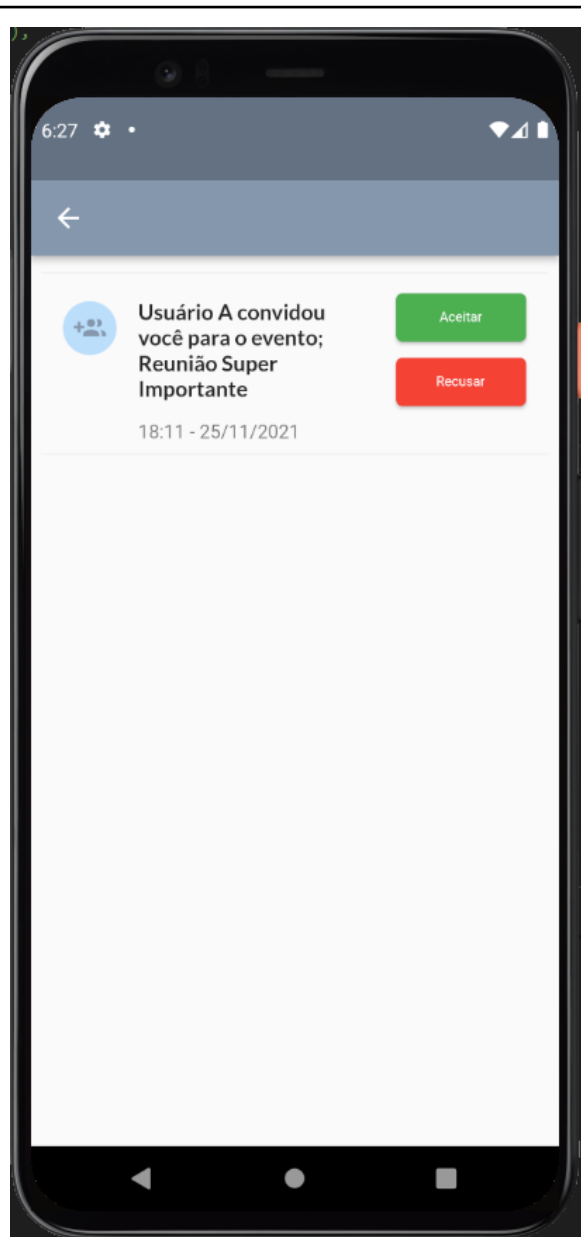 ),
6:27
Usuário A convidou
você para o evento;
Reunião Super
Importante
18:11 - 25/11/2021
Aceitar
Recusar